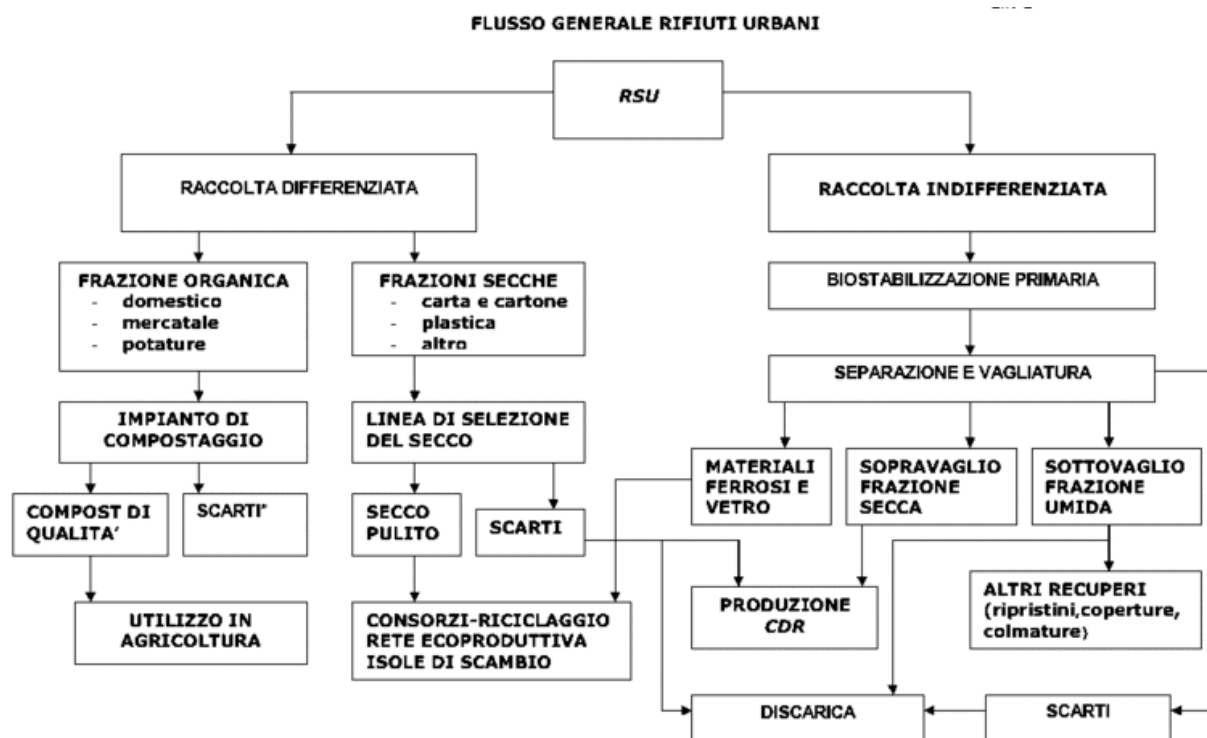 FLUSSO GENERALE RIFIUTI URBANI
RSU
RACCOLTA DIFFERENZIATA
RACCOLTA INDIFFERENZIATA
FRAZIONE ORGANICA
- domestico
- mercatale
- potature
FRAZIONI SECCHE
- carta e cartone
- plastica
- altro
BIOSTABILIZZAZIONE PRIMARIA
SEPARAZIONE E VAGLIATURA
IMPIANTO DI
COMPOSTAGGIO
LINEA DI SELEZIONE
DEL SECCO
MATERIALI
FERROSI E
VETRO
SOPRAVAGLIO
FRAZIONE
SECCA
SOTTOVAGLIO
FRAZIONE
UMIDA
COMPOST DI
QUALITA’
SCARTI*
SECCO
PULITO
SCARTI
UTILIZZO IN
AGRICOLTURA
CONSORZI-RICICLAGGIO
RETE ECOPRODUTTIVA
ISOLE DI SCAMBIO
PRODUZIONE
CDR
ALTRI RECUPERI
(ripristini,coperture,
colmature)
DISCARICA
SCARTI